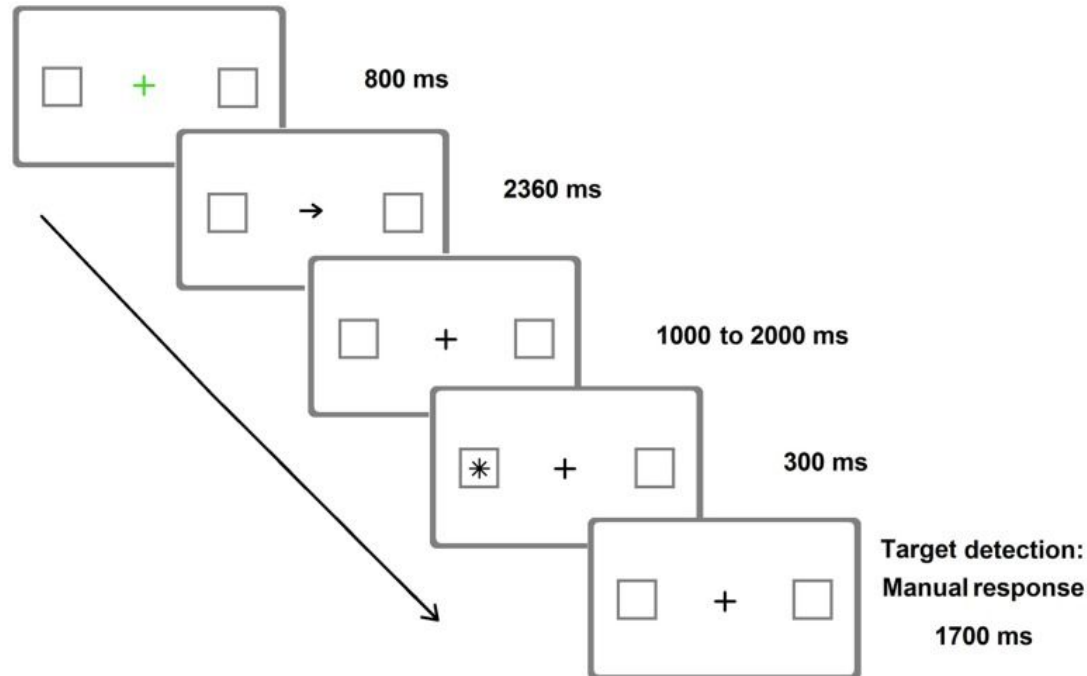 800 ms
2360 ms
1000 to 2000 ms
300 ms
Target detection:
Manual response
1700 ms